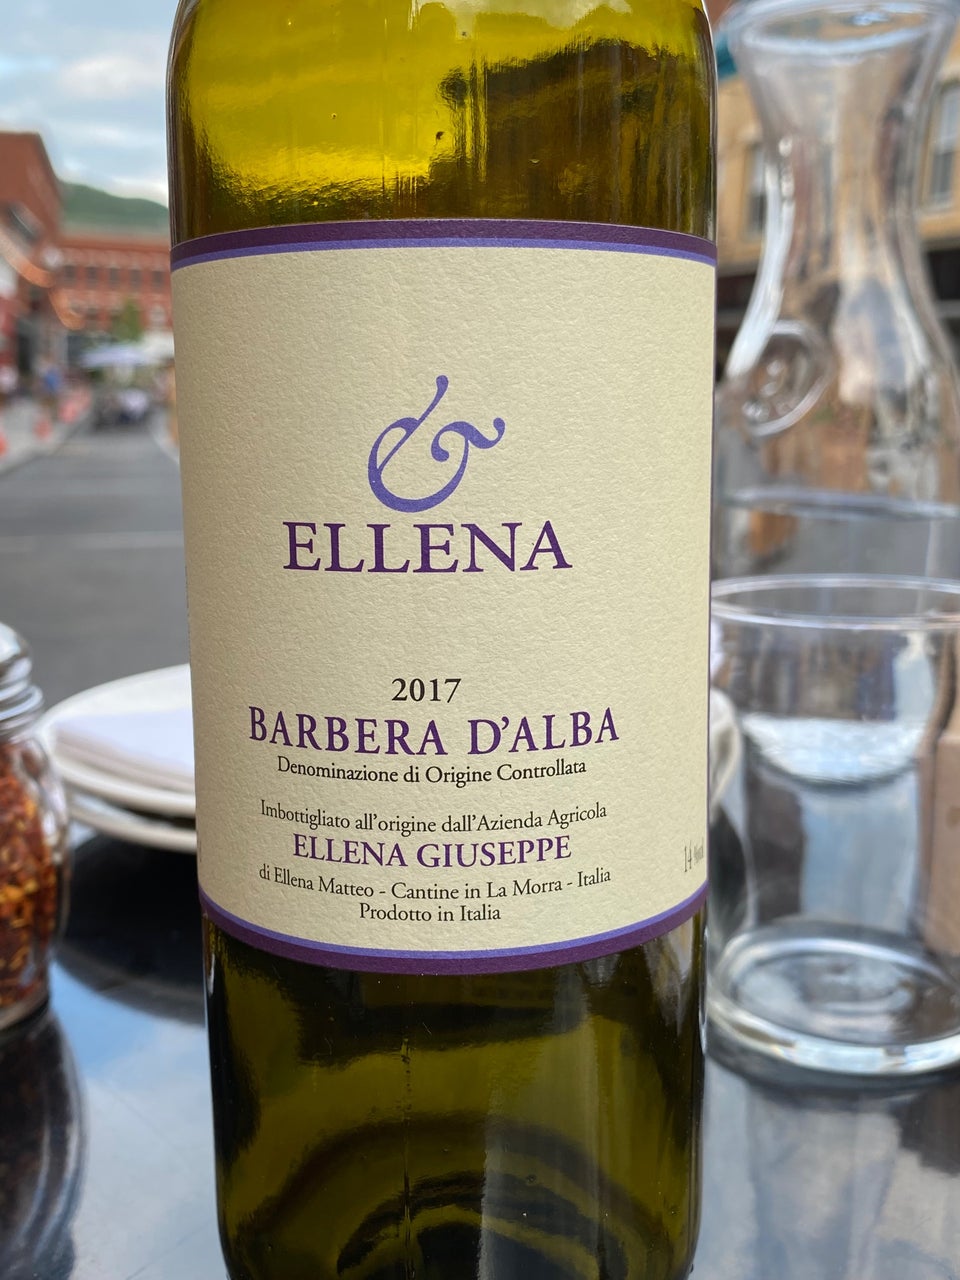 &
ELLENA
2017
BARBERA D'ALBA
Denominazione di Origine Controllata
Imbottigliato all'origine dall'Azienda Agricola
ELLENA GIUSEPPE
di Ellena Matteo - Cantine in La Morra - Italia
Prodotto in Italia
14